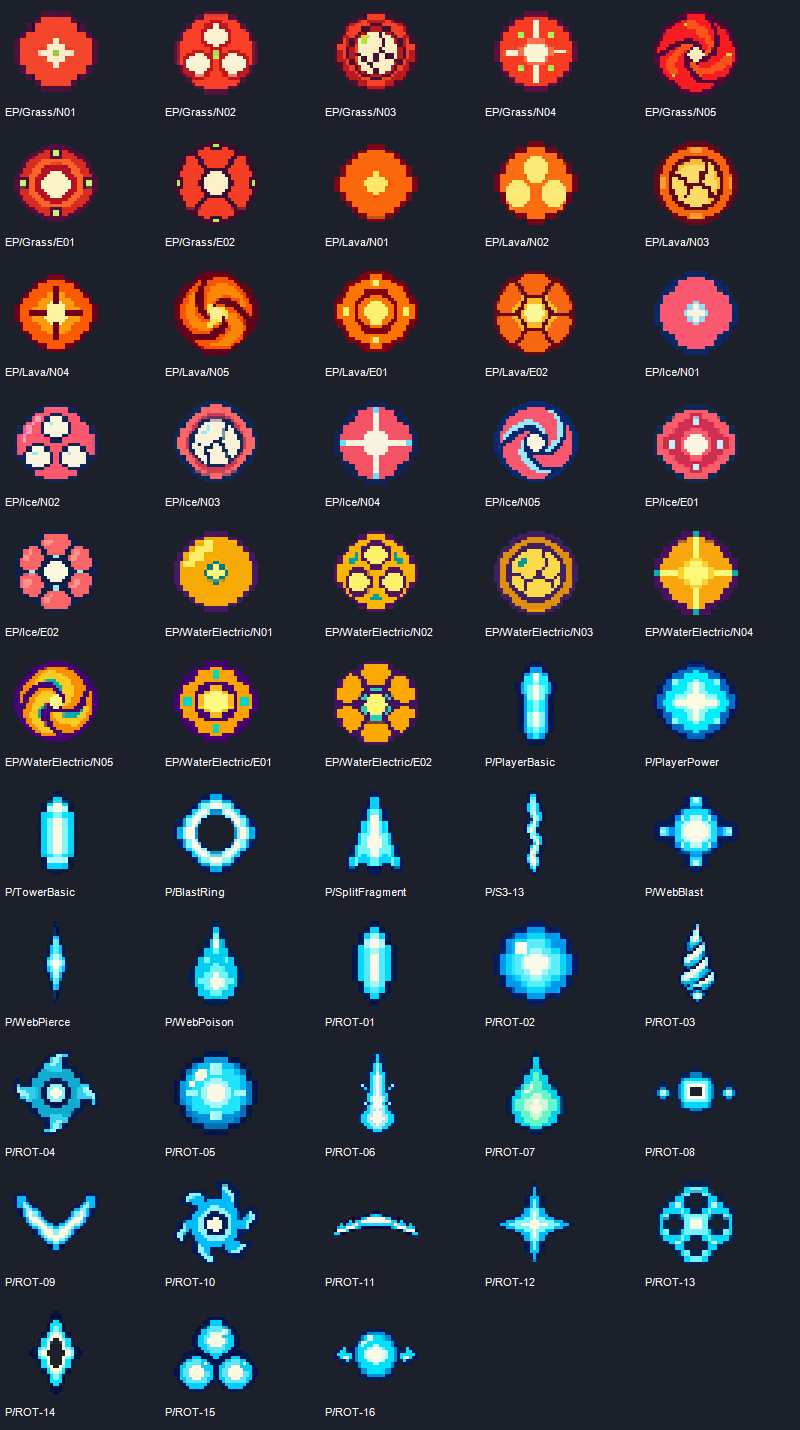 EP/Grass/N01 EP/Grass/N02 EP/Grass/N03 EP/Grass/N04 EP/Grass/N05
EP/Grass/E01 EP/Grass/E02 EP/Lava/N01 EP/Lava/N02 EP/Lava/N03
EP/Lava/N04 EP/Lava/N05 EP/Lava/E01 EP/Lava/E02 EP/Ice/N01
EP/Ice/N02 EP/Ice/N03 EP/Ice/N04 EP/Ice/N05 EP/Ice/E01
EP/Ice/E02 EP/WaterElectric/N01 EP/WaterElectric/N02 EP/WaterElectric/N03 EP/WaterElectric/N04
EP/WaterElectric/N05 EP/WaterElectric/E01 EP/WaterElectric/E02 P/PlayerBasic P/PlayerPower
P/TowerBasic P/BlastRing P/SplitFragment P/S3-13 P/WebBlast
P/WebPierce P/WebPoison P/ROT-01 P/ROT-02 P/ROT-03
P/ROT-04 P/ROT-05 P/ROT-06 P/ROT-07 P/ROT-08
P/ROT-09 P/ROT-10 P/ROT-11 P/ROT-12 P/ROT-13
P/ROT-14 P/ROT-15 P/ROT-16